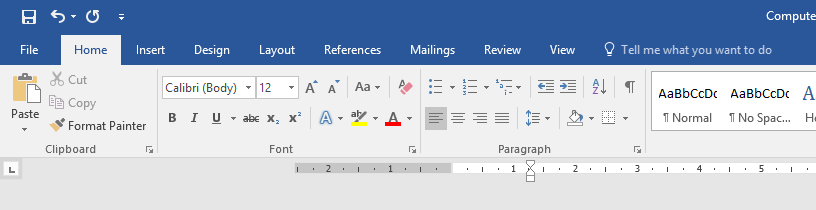 Compute
File Home Insert Design Layout References Mailings Review View Tell me what you want to do
Paste
Cut
Copy
Format Painter
Clipboard
Calibri (Body) 12 Aa
B I U abc x₂ x² A ab A
Font
Paragraph
AaBbCcDc AaBbCcDc A
¶ Normal ¶ No Spac... He
L 2 1 1 2 3 4 5